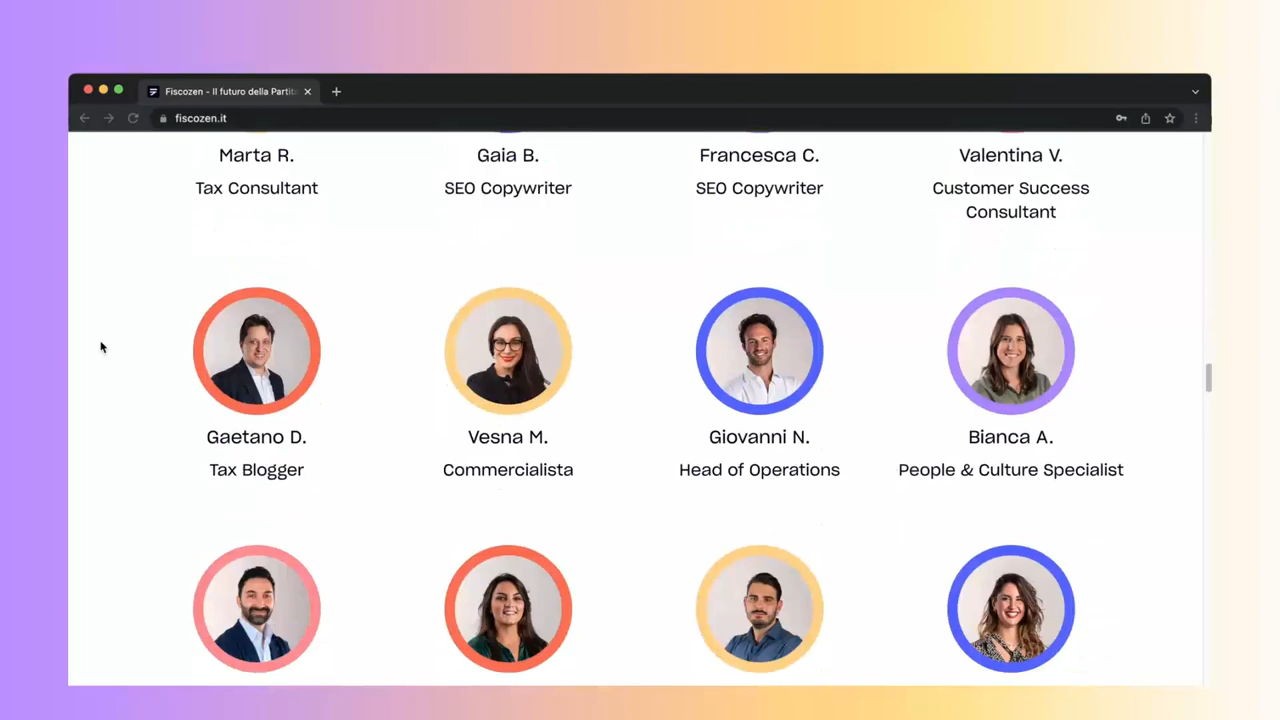 Fiscozen - Il futuro della Partita
fiscozen.it
Marta R.
Gaia B.
Francesca C.
Valentina V.
Tax Consultant
SEO Copywriter
SEO Copywriter
Customer Success
Consultant
Gaetano D.
Vesna M.
Giovanni N.
Bianca A.
Tax Blogger
Commercialista
Head of Operations
People & Culture Specialist